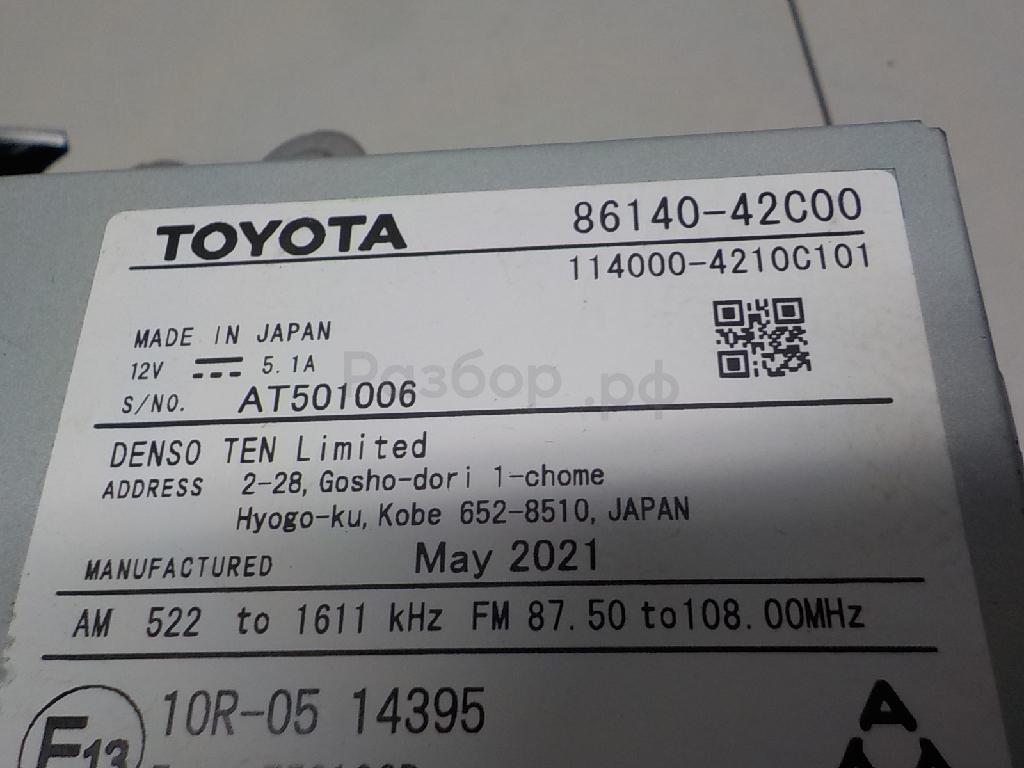 TOYOTA 86140-42C00
114000-4210C101
MADE IN JAPAN
12V 5.1A
Разбор.рф
S/NO. AT501006
DENSO TEN Limited
ADDRESS 2-28, Gosho-dori 1-chome
Hyogo-ku, Kobe 652-8510, JAPAN
MANUFACTURED May 2021
AM 522 to 1611 kHz FM 87.50 to 108.00MHz
E13 10R-05 14395